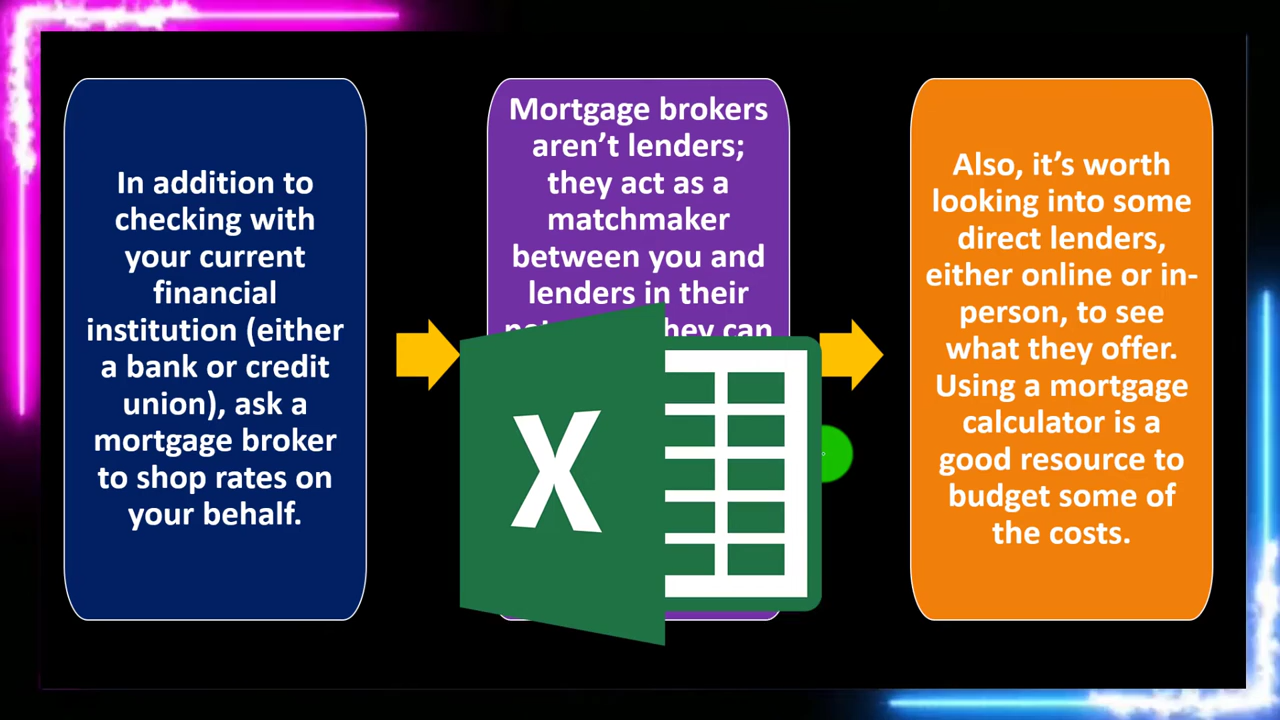 In addition to
checking with
your current
financial
institution (either
a bank or credit
union), ask a
mortgage broker
to shop rates on
your behalf.
Mortgage brokers
aren’t lenders;
they act as a
matchmaker
between you and
lenders in their
they can
X
Also, it’s worth
looking into some
direct lenders,
either online or in-
person, to see
what they offer.
Using a mortgage
calculator is a
good resource to
budget some of
the costs.